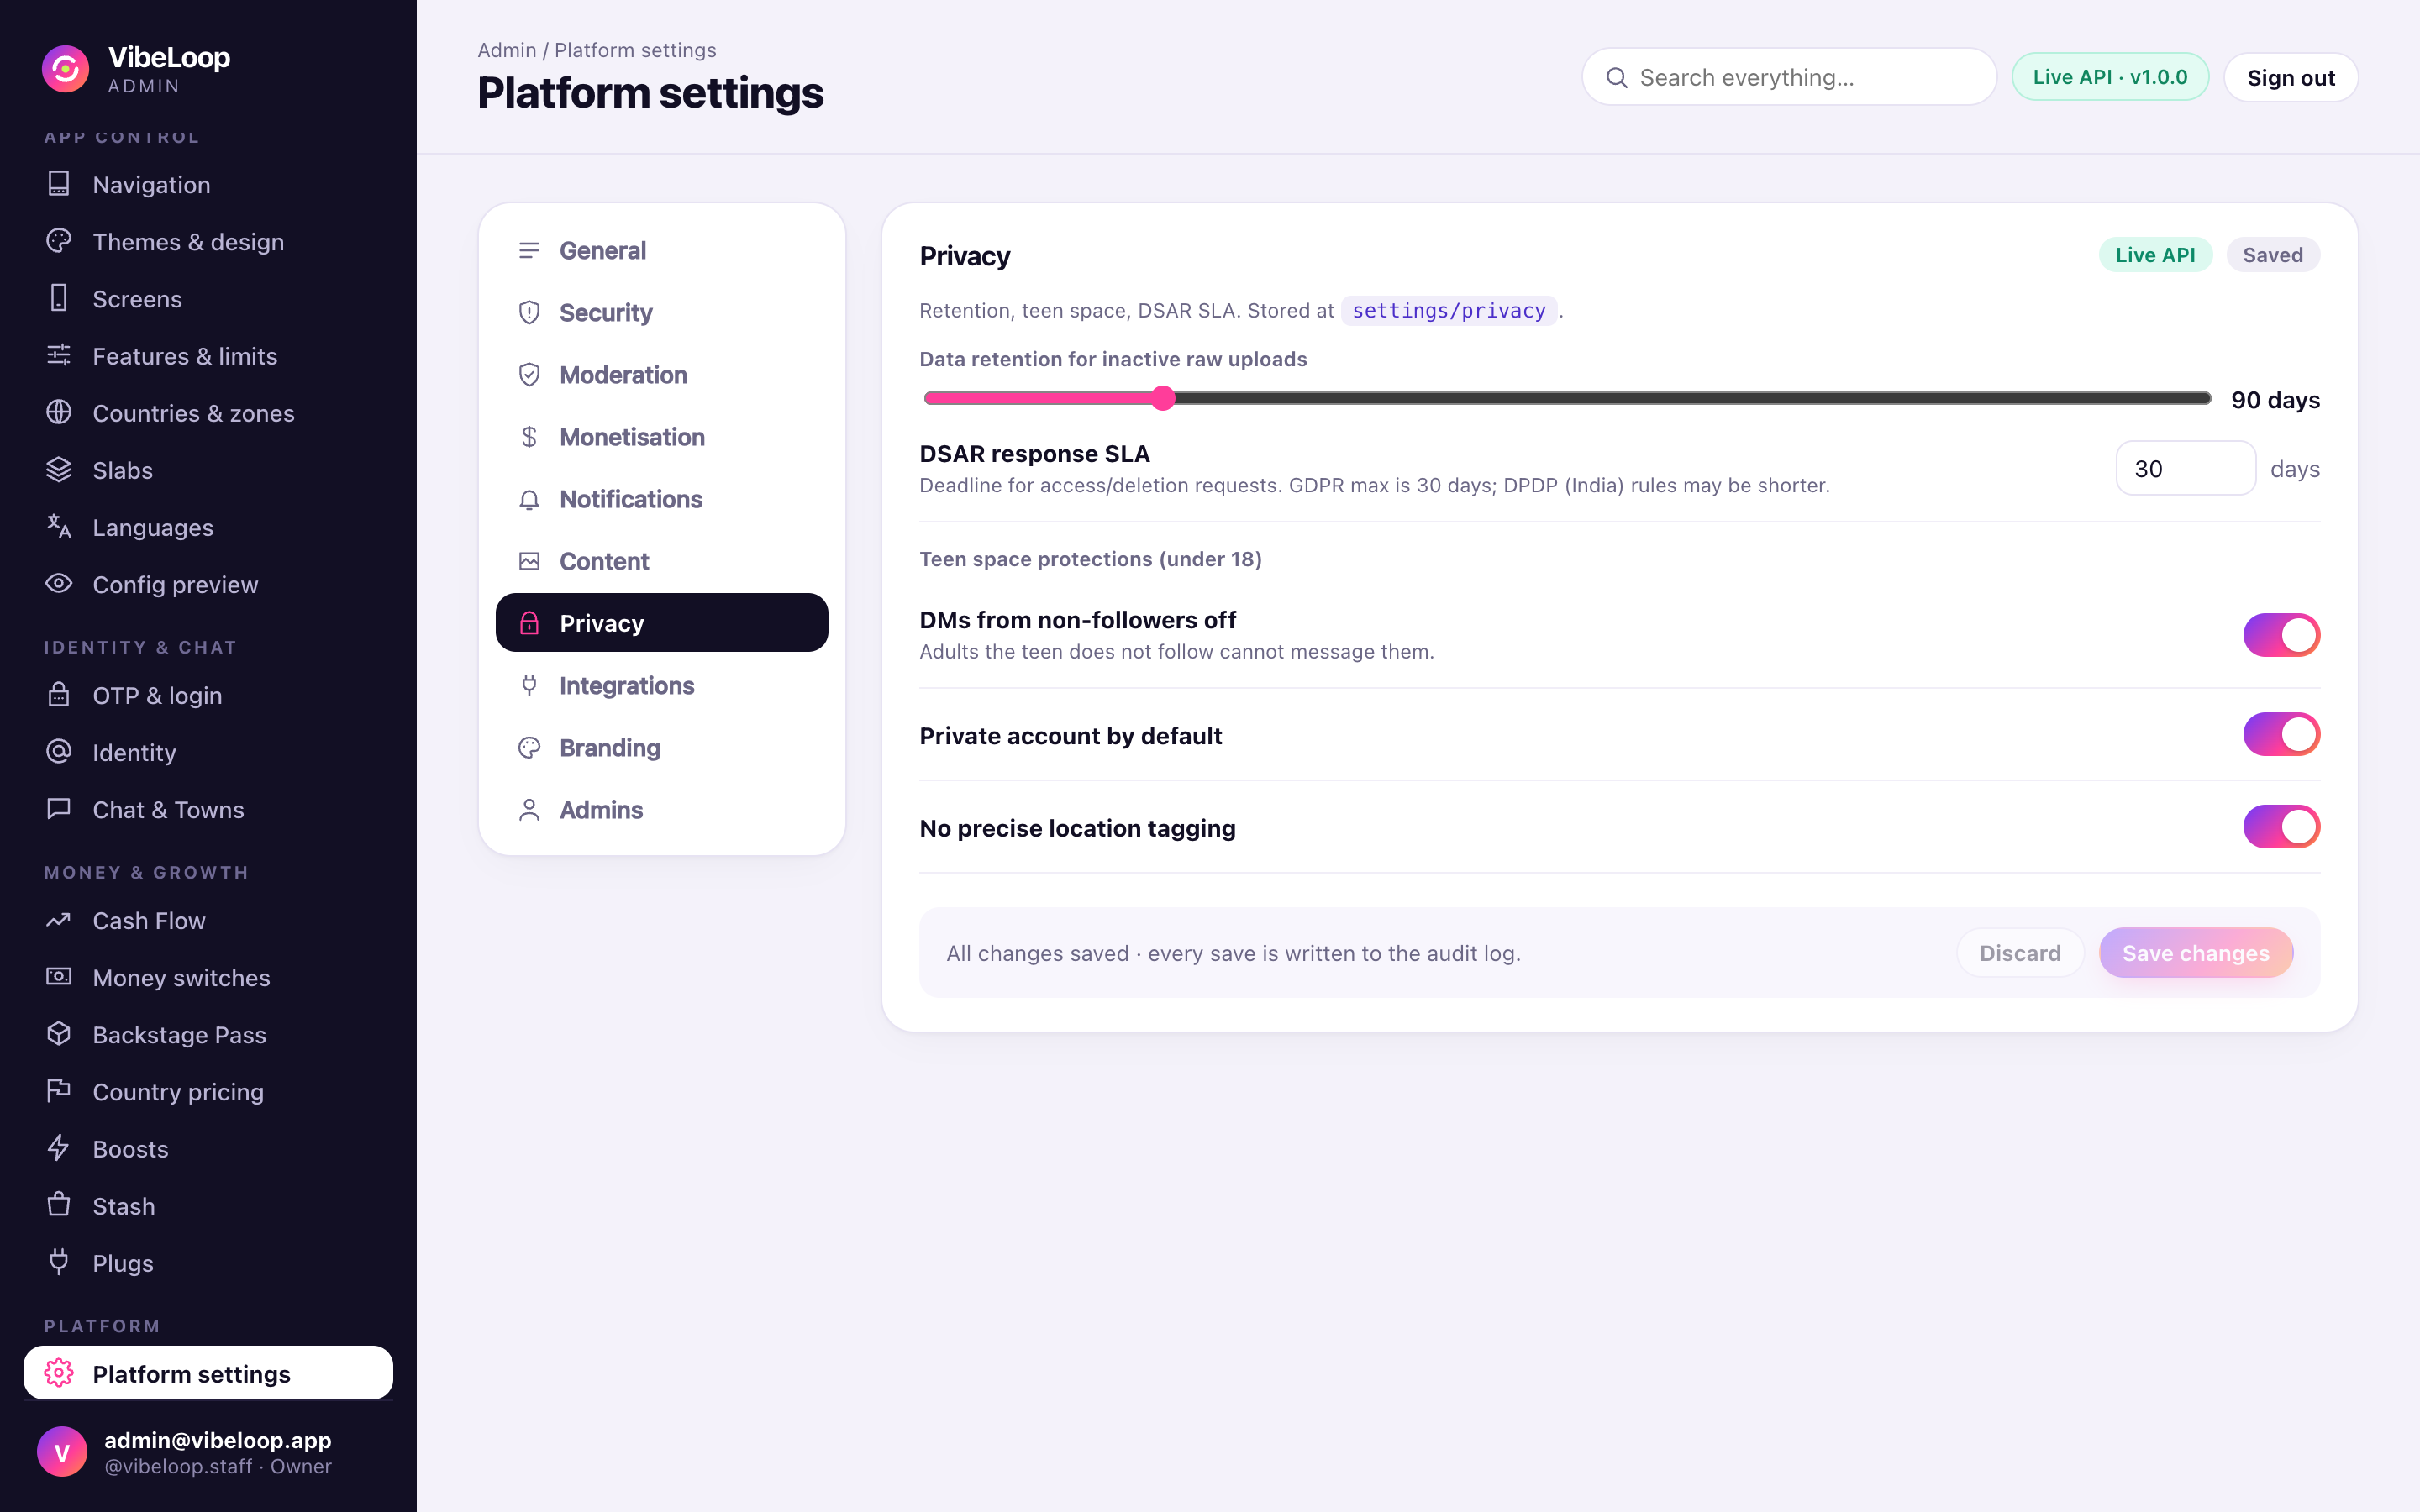 VibeLoop
ADMIN
APP CONTROL
Navigation
Themes & design
Screens
Features & limits
Countries & zones
Slabs
Languages
Config preview
IDENTITY & CHAT
OTP & login
Identity
Chat & Towns
MONEY & GROWTH
Cash Flow
Money switches
Backstage Pass
Country pricing
Boosts
Stash
Plugs
PLATFORM
Platform settings
V
admin@vibeloop.app
@vibeloop.staff · Owner
Admin / Platform settings
Platform settings
Search everything...
Live API · v1.0.0
Sign out
General
Security
Moderation
Monetisation
Notifications
Content
Privacy
Integrations
Branding
Admins
Privacy
Live API
Saved
Retention, teen space, DSAR SLA. Stored at settings/privacy.
Data retention for inactive raw uploads
90 days
DSAR response SLA
Deadline for access/deletion requests. GDPR max is 30 days; DPDP (India) rules may be shorter.
30 days
Teen space protections (under 18)
DMs from non-followers off
Adults the teen does not follow cannot message them.
Private account by default
No precise location tagging
All changes saved · every save is written to the audit log.
Discard
Save changes